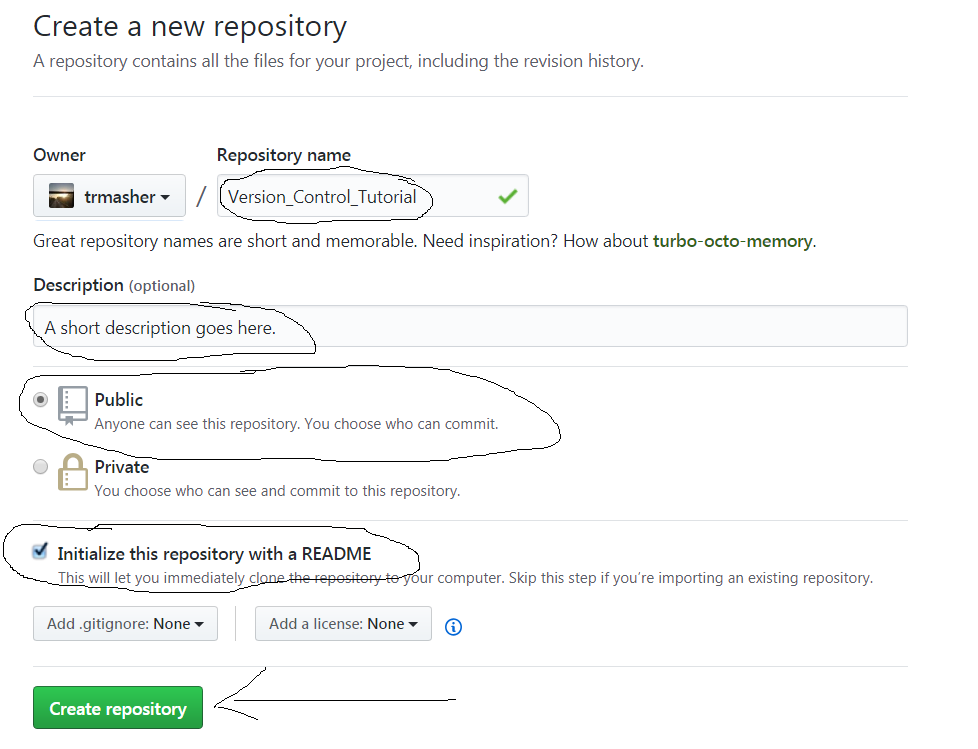 Create a new repository
A repository contains all the files for your project, including the revision history.
Owner Repository name
trmasher / Version_Control_Tutorial
Great repository names are short and memorable. Need inspiration? How about turbo-octo-memory.
Description (optional)
A short description goes here.
Public
Anyone can see this repository. You choose who can commit.
Private
You choose who can see and commit to this repository.
Initialize this repository with a README
This will let you immediately clone the repository to your computer. Skip this step if you’re importing an existing repository.
Add .gitignore: None Add a license: None
Create repository